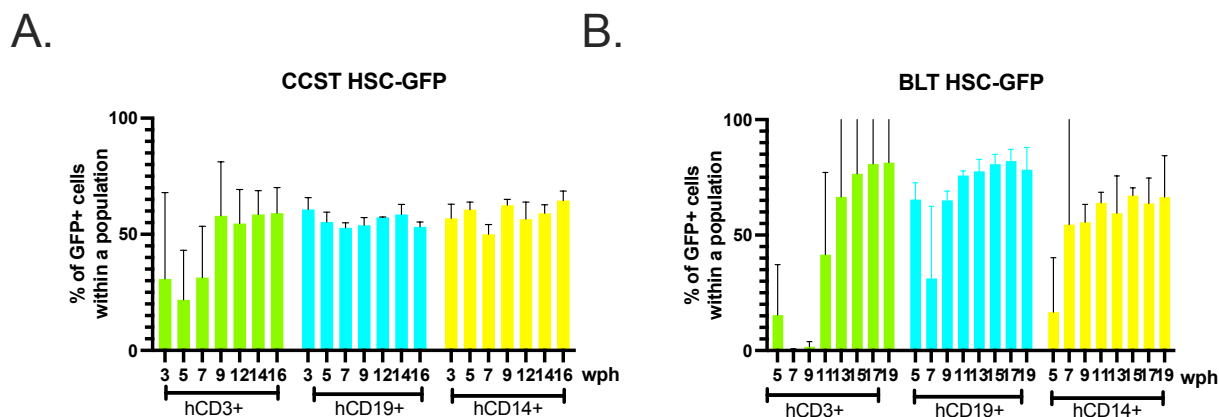 A.
CCST HSC-GFP
% of GFP+ cells
within a population
100
50
0
3 5 7 9 12 14 16 3 5 7 9 12 14 16 3 5 7 9 12 14 16 wph
hCD3+ hCD19+ hCD14+
B.
BLT HSC-GFP
% of GFP+ cells
within a population
100
50
0
5 7 9 11 13 15 17 19 5 7 9 11 13 15 17 19 5 7 9 11 13 15 17 19 wph
hCD3+ hCD19+ hCD14+